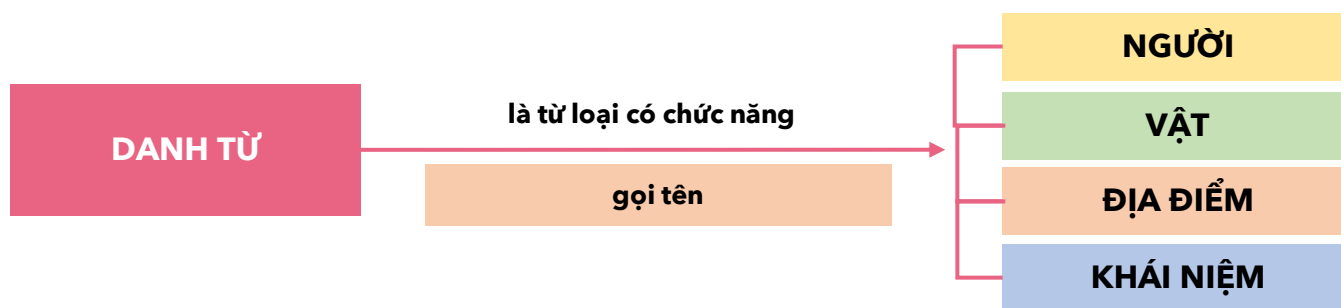 DANH TỪ
là từ loại có chức năng
gọi tên
NGƯỜI
VẬT
ĐỊA ĐIỂM
KHÁI NIỆM